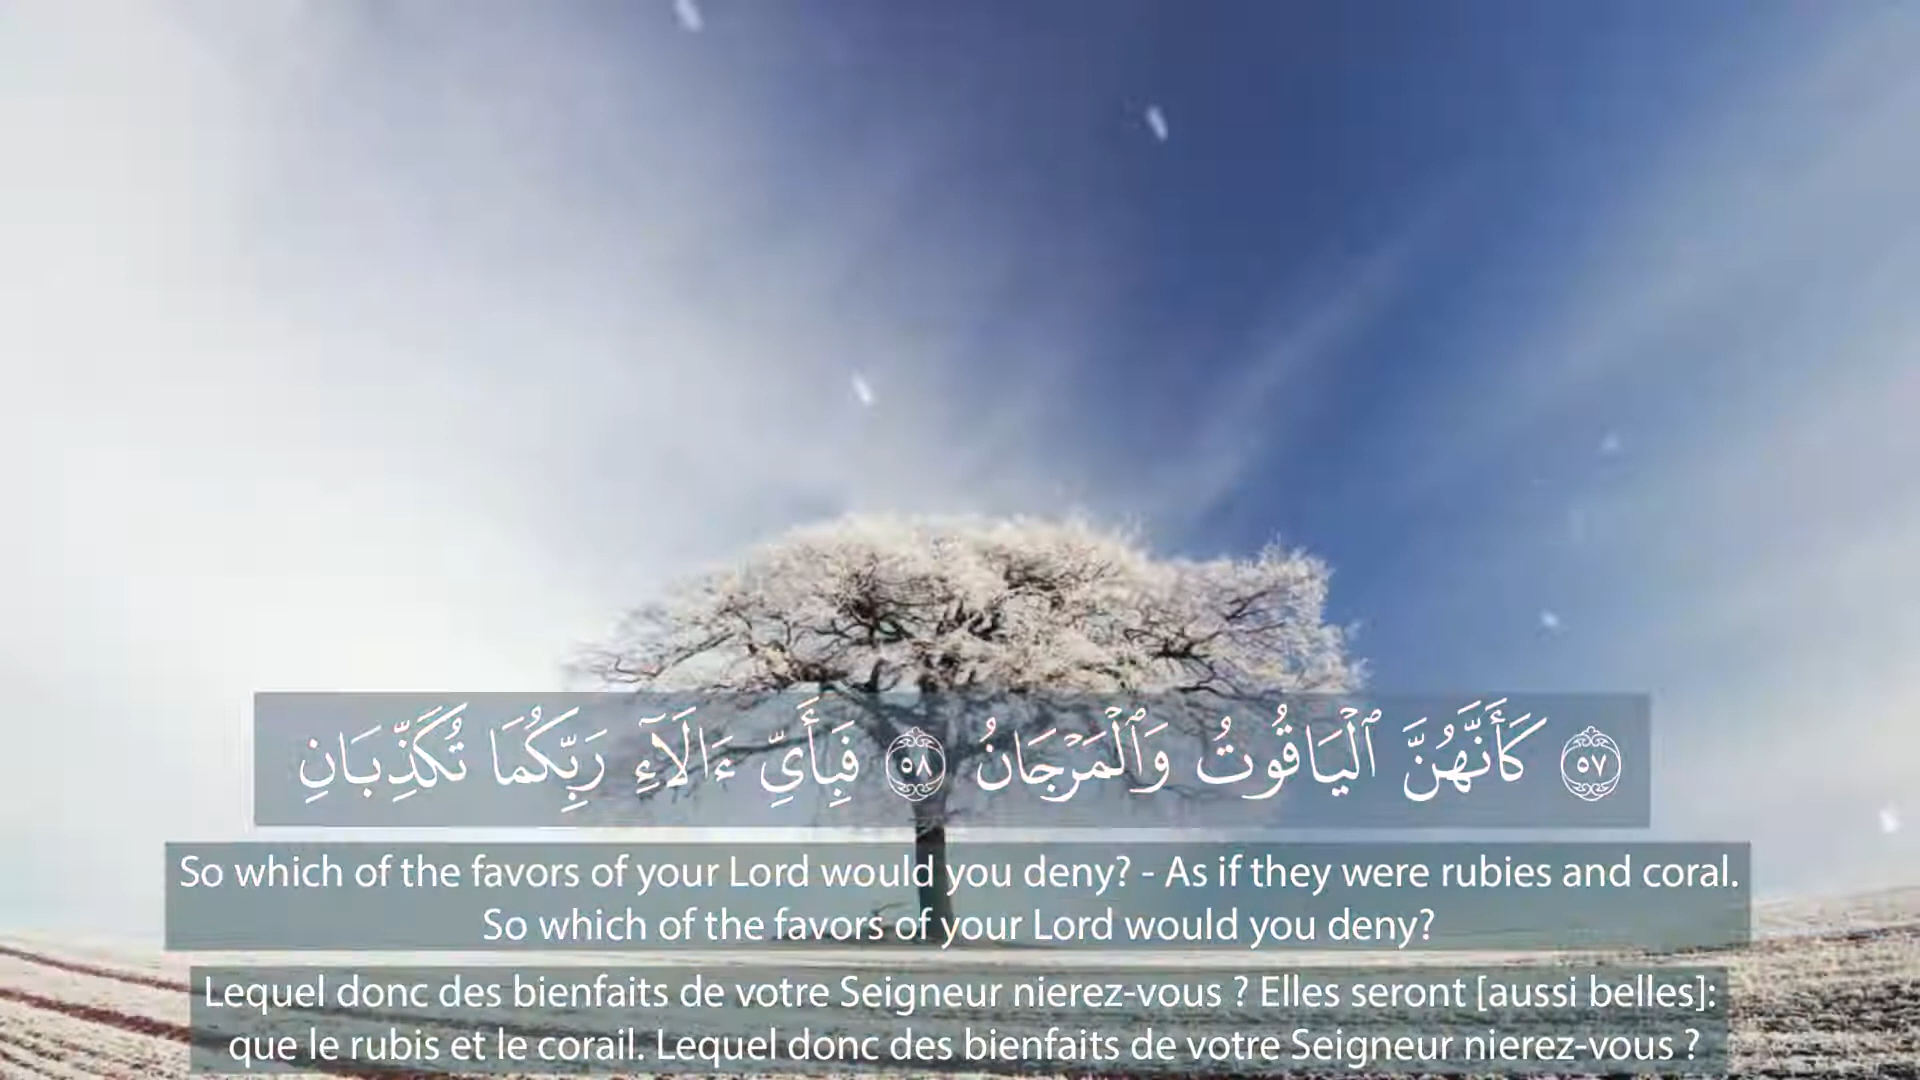 ۝٥٧ كَأَنَّهُنَّ ٱلْيَاقُوتُ وَٱلْمَرْجَانُ ۝٥٨ فَبِأَىِّ ءَالَآءِ رَبِّكُمَا تُكَذِّبَانِ
So which of the favors of your Lord would you deny? - As if they were rubies and coral.
So which of the favors of your Lord would you deny?
Lequel donc des bienfaits de votre Seigneur nierez-vous ? Elles seront [aussi belles]:
que le rubis et le corail. Lequel donc des bienfaits de votre Seigneur nierez-vous ?